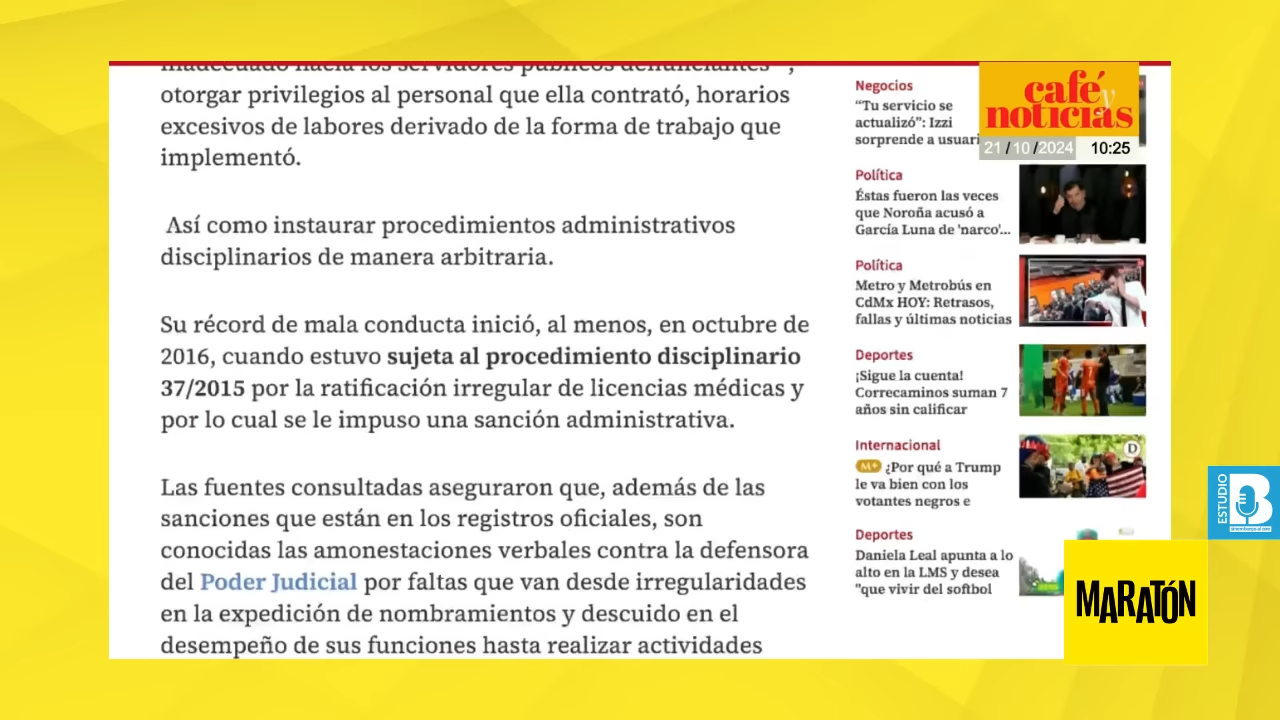 inadecuado hacia los servidores públicos denunciantes",
otorgar privilegios al personal que ella contrató, horarios
excesivos de labores derivado de la forma de trabajo que
implementó.
Así como instaurar procedimientos administrativos
disciplinarios de manera arbitraria.
Su récord de mala conducta inició, al menos, en octubre de
2016, cuando estuvo sujeta al procedimiento disciplinario
37/2015 por la ratificación irregular de licencias médicas y
por lo cual se le impuso una sanción administrativa.
Las fuentes consultadas aseguraron que, además de las
sanciones que están en los registros oficiales, son
conocidas las amonestaciones verbales contra la defensora
del Poder Judicial por faltas que van desde irregularidades
en la expedición de nombramientos y descuido en el
desempeño de sus funciones hasta realizar actividades
Negocios
“Tu servicio se
actualizó”: Izzi
sorprende a usuari
Política
Éstas fueron las veces
que Noroña acusó a
García Luna de 'narco'...
Política
Metro y Metrobús en
CdMx HOY: Retrasos,
fallas y últimas noticias
Deportes
¡Sigue la cuenta!
Correcaminos suman 7
años sin calificar
Internacional
M+ ¿Por qué a Trump
le va bien con los
votantes negros e
Deportes
Daniela Leal apunta a lo
alto en la LMS y desea
"que vivir del softbol
café y
noticias
21/10/2024 10:25
D
ESTUDIO B
MARATÓN